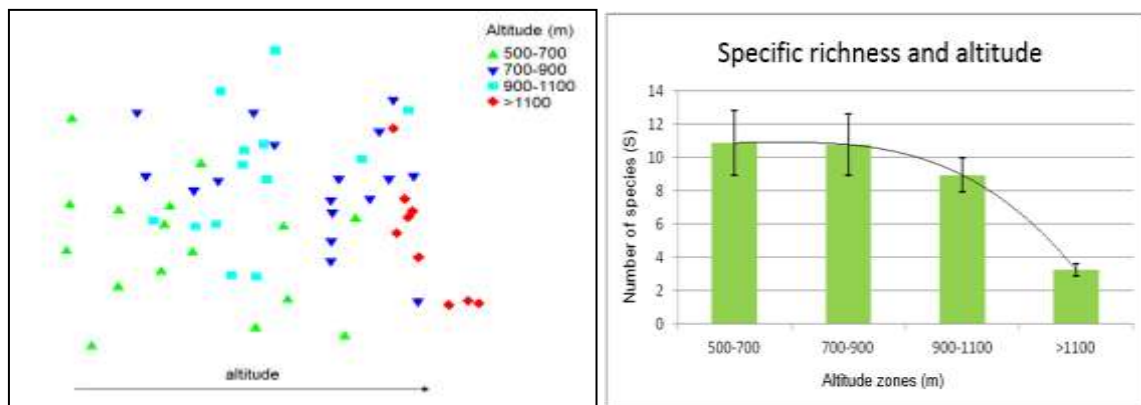 Altitude (m)
500-700
700-900
900-1100
>1100
altitude
Specific richness and altitude
Number of species (S)
14
12
10
8
6
4
2
0
500-700 700-900 900-1100 >1100
Altitude zones (m)